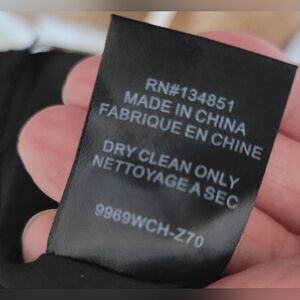 RN#134851
MADE IN CHINA
FABRIQUE EN CHINE
DRY CLEAN ONLY
NETTOYAGE A SEC
9969WCH-Z70